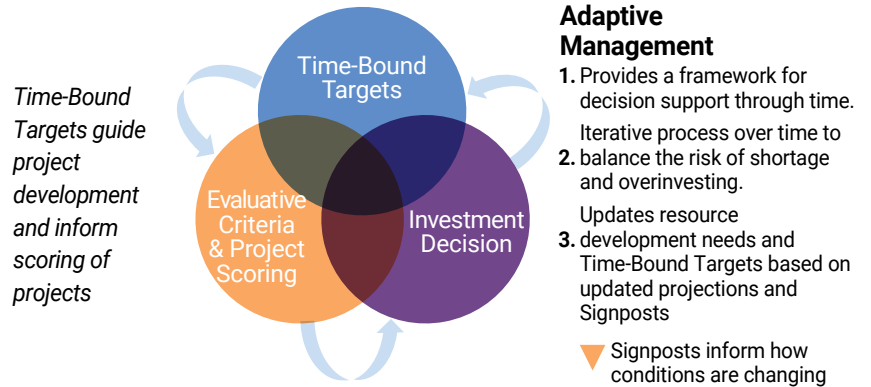 Time-Bound
Targets guide
project
development
and inform
scoring of
projects
Time-Bound
Targets
Evaluative
Criteria
& Project
Scoring
Investment
Decision
Adaptive
Management
1. Provides a framework for
decision support through time.
Iterative process over time to
2. balance the risk of shortage
and overinvesting.
Updates resource
3. development needs and
Time-Bound Targets based on
updated projections and
Signposts
Signposts inform how
conditions are changing